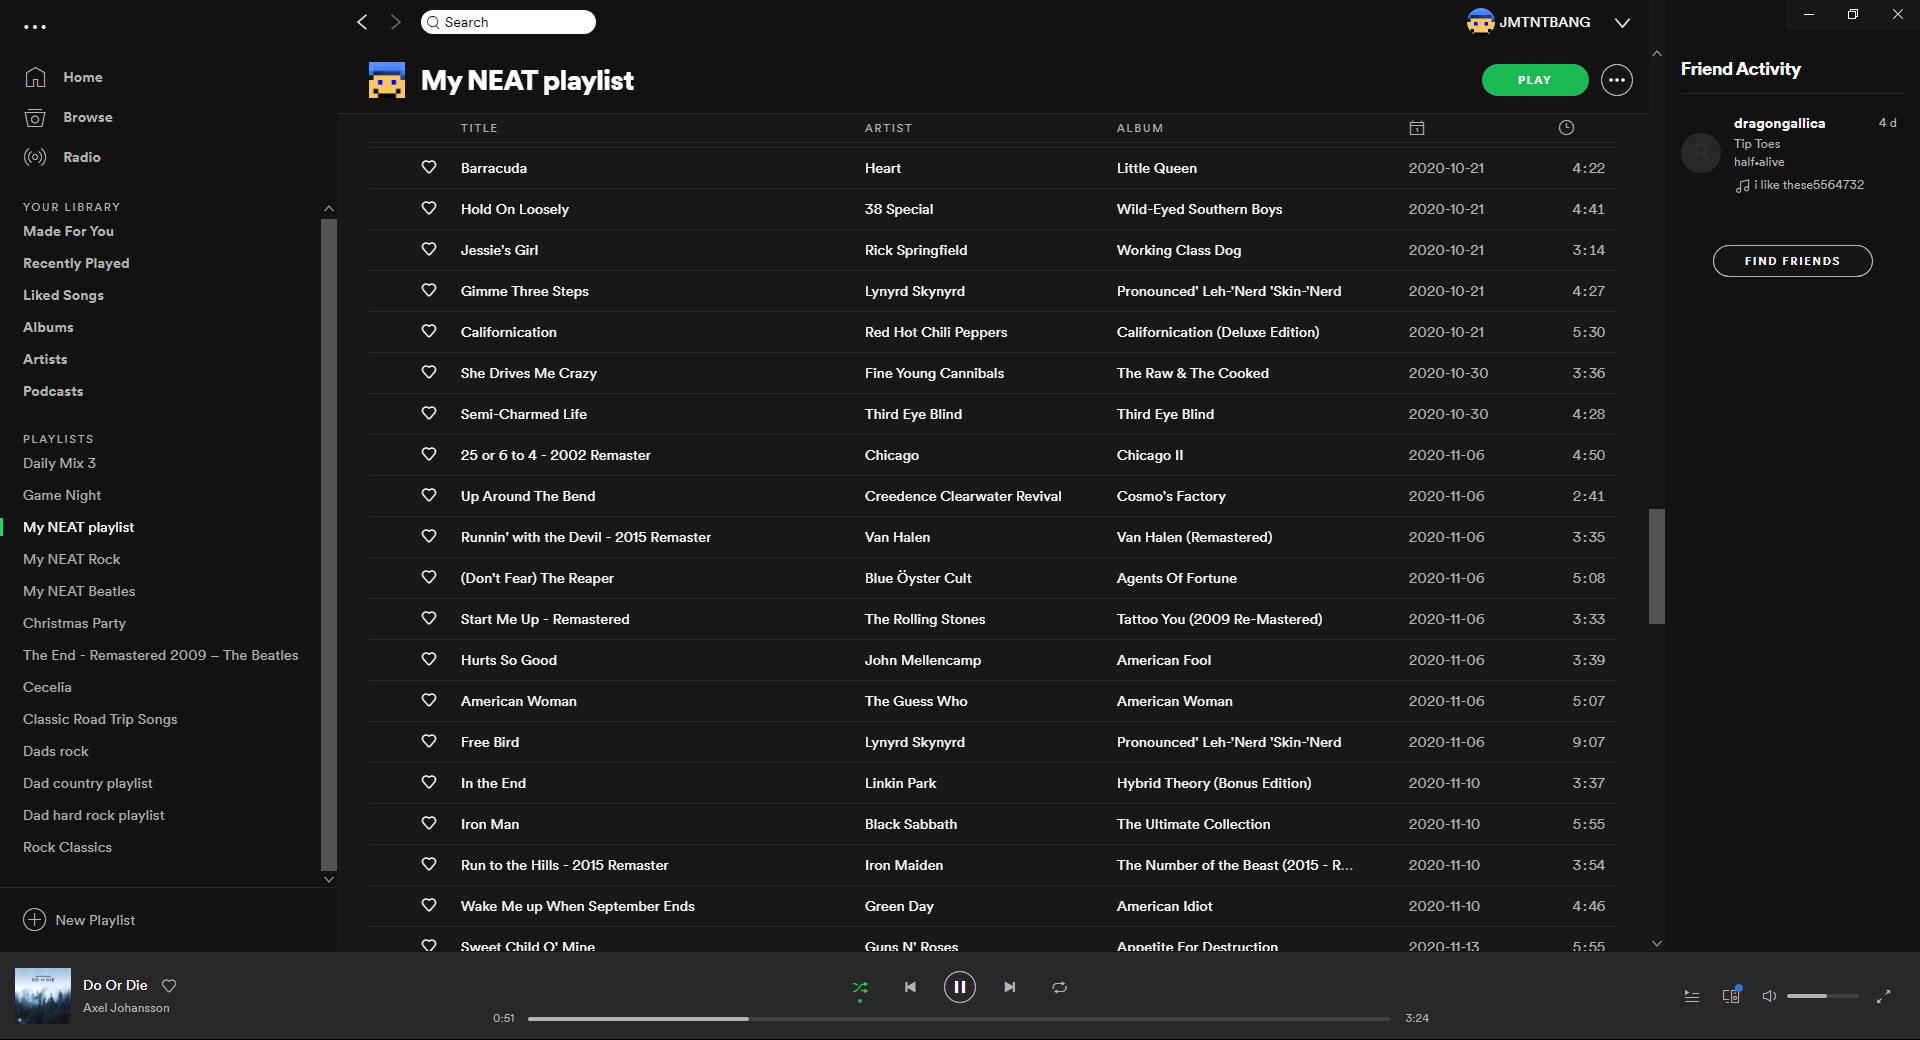 Search
JMTNTBANG
Home
Browse
Radio
YOUR LIBRARY
Made For You
Recently Played
Liked Songs
Albums
Artists
Podcasts
PLAYLISTS
Daily Mix 3
Game Night
My NEAT playlist
My NEAT Rock
My NEAT Beatles
Christmas Party
The End - Remastered 2009 – The Beatles
Cecelia
Classic Road Trip Songs
Dads rock
Dad country playlist
Dad hard rock playlist
Rock Classics
New Playlist
My NEAT playlist
PLAY
TITLE ARTIST ALBUM
Barracuda Heart Little Queen 2020-10-21 4:22
Hold On Loosely 38 Special Wild-Eyed Southern Boys 2020-10-21 4:41
Jessie's Girl Rick Springfield Working Class Dog 2020-10-21 3:14
Gimme Three Steps Lynyrd Skynyrd Pronounced' Leh-'Nerd 'Skin-'Nerd 2020-10-21 4:27
Californication Red Hot Chili Peppers Californication (Deluxe Edition) 2020-10-21 5:30
She Drives Me Crazy Fine Young Cannibals The Raw & The Cooked 2020-10-30 3:36
Semi-Charmed Life Third Eye Blind Third Eye Blind 2020-10-30 4:28
25 or 6 to 4 - 2002 Remaster Chicago Chicago II 2020-11-06 4:50
Up Around The Bend Creedence Clearwater Revival Cosmo's Factory 2020-11-06 2:41
Runnin' with the Devil - 2015 Remaster Van Halen Van Halen (Remastered) 2020-11-06 3:35
(Don't Fear) The Reaper Blue Öyster Cult Agents Of Fortune 2020-11-06 5:08
Start Me Up - Remastered The Rolling Stones Tattoo You (2009 Re-Mastered) 2020-11-06 3:33
Hurts So Good John Mellencamp American Fool 2020-11-06 3:39
American Woman The Guess Who American Woman 2020-11-06 5:07
Free Bird Lynyrd Skynyrd Pronounced' Leh-'Nerd 'Skin-'Nerd 2020-11-06 9:07
In the End Linkin Park Hybrid Theory (Bonus Edition) 2020-11-10 3:37
Iron Man Black Sabbath The Ultimate Collection 2020-11-10 5:55
Run to the Hills - 2015 Remaster Iron Maiden The Number of the Beast (2015 - R... 2020-11-10 3:54
Wake Me up When September Ends Green Day American Idiot 2020-11-10 4:46
Sweet Child O' Mine Guns N' Roses Appetite For Destruction 2020-11-13 5:55
Friend Activity
dragongallica 4 d
Tip Toes
half•alive
i like these5564732
FIND FRIENDS
DO OR DIE
Do Or Die
Axel Johansson
0:51 3:24